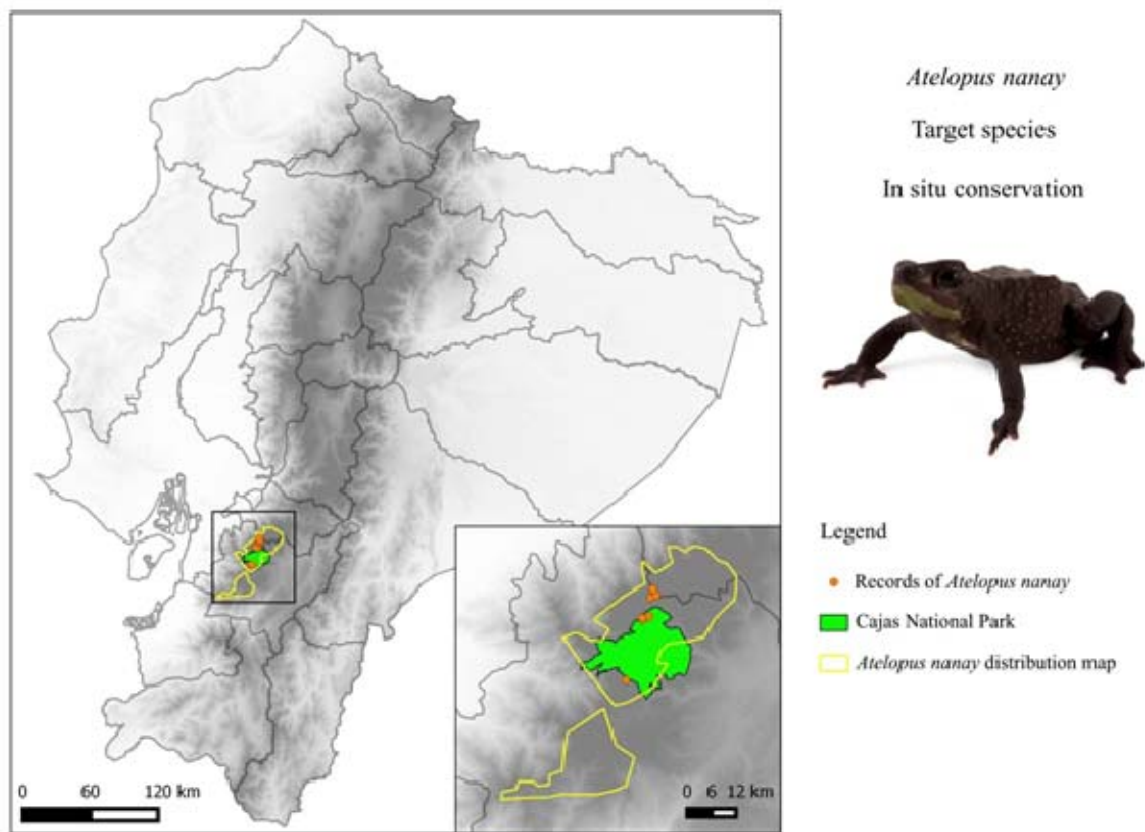 Atelopus nanay
Target species
In situ conservation
Legend
Records of Atelopus nanay
Cajas National Park
Atelopus nanay distribution map
0 60 120 km
0 6 12 km